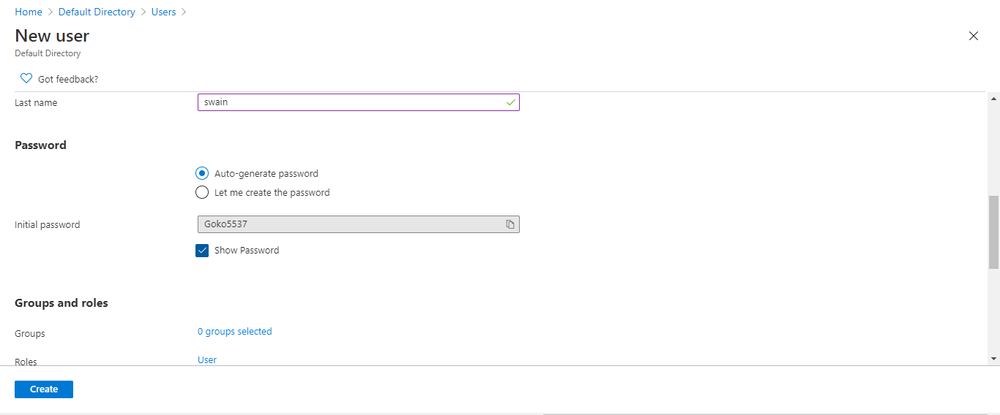 Home > Default Directory > Users >
New user
Default Directory
Got feedback?
Last name swain
Password
Auto-generate password
Let me create the password
Initial password Goko5537
Show Password
Groups and roles
Groups 0 groups selected
Roles User
Create